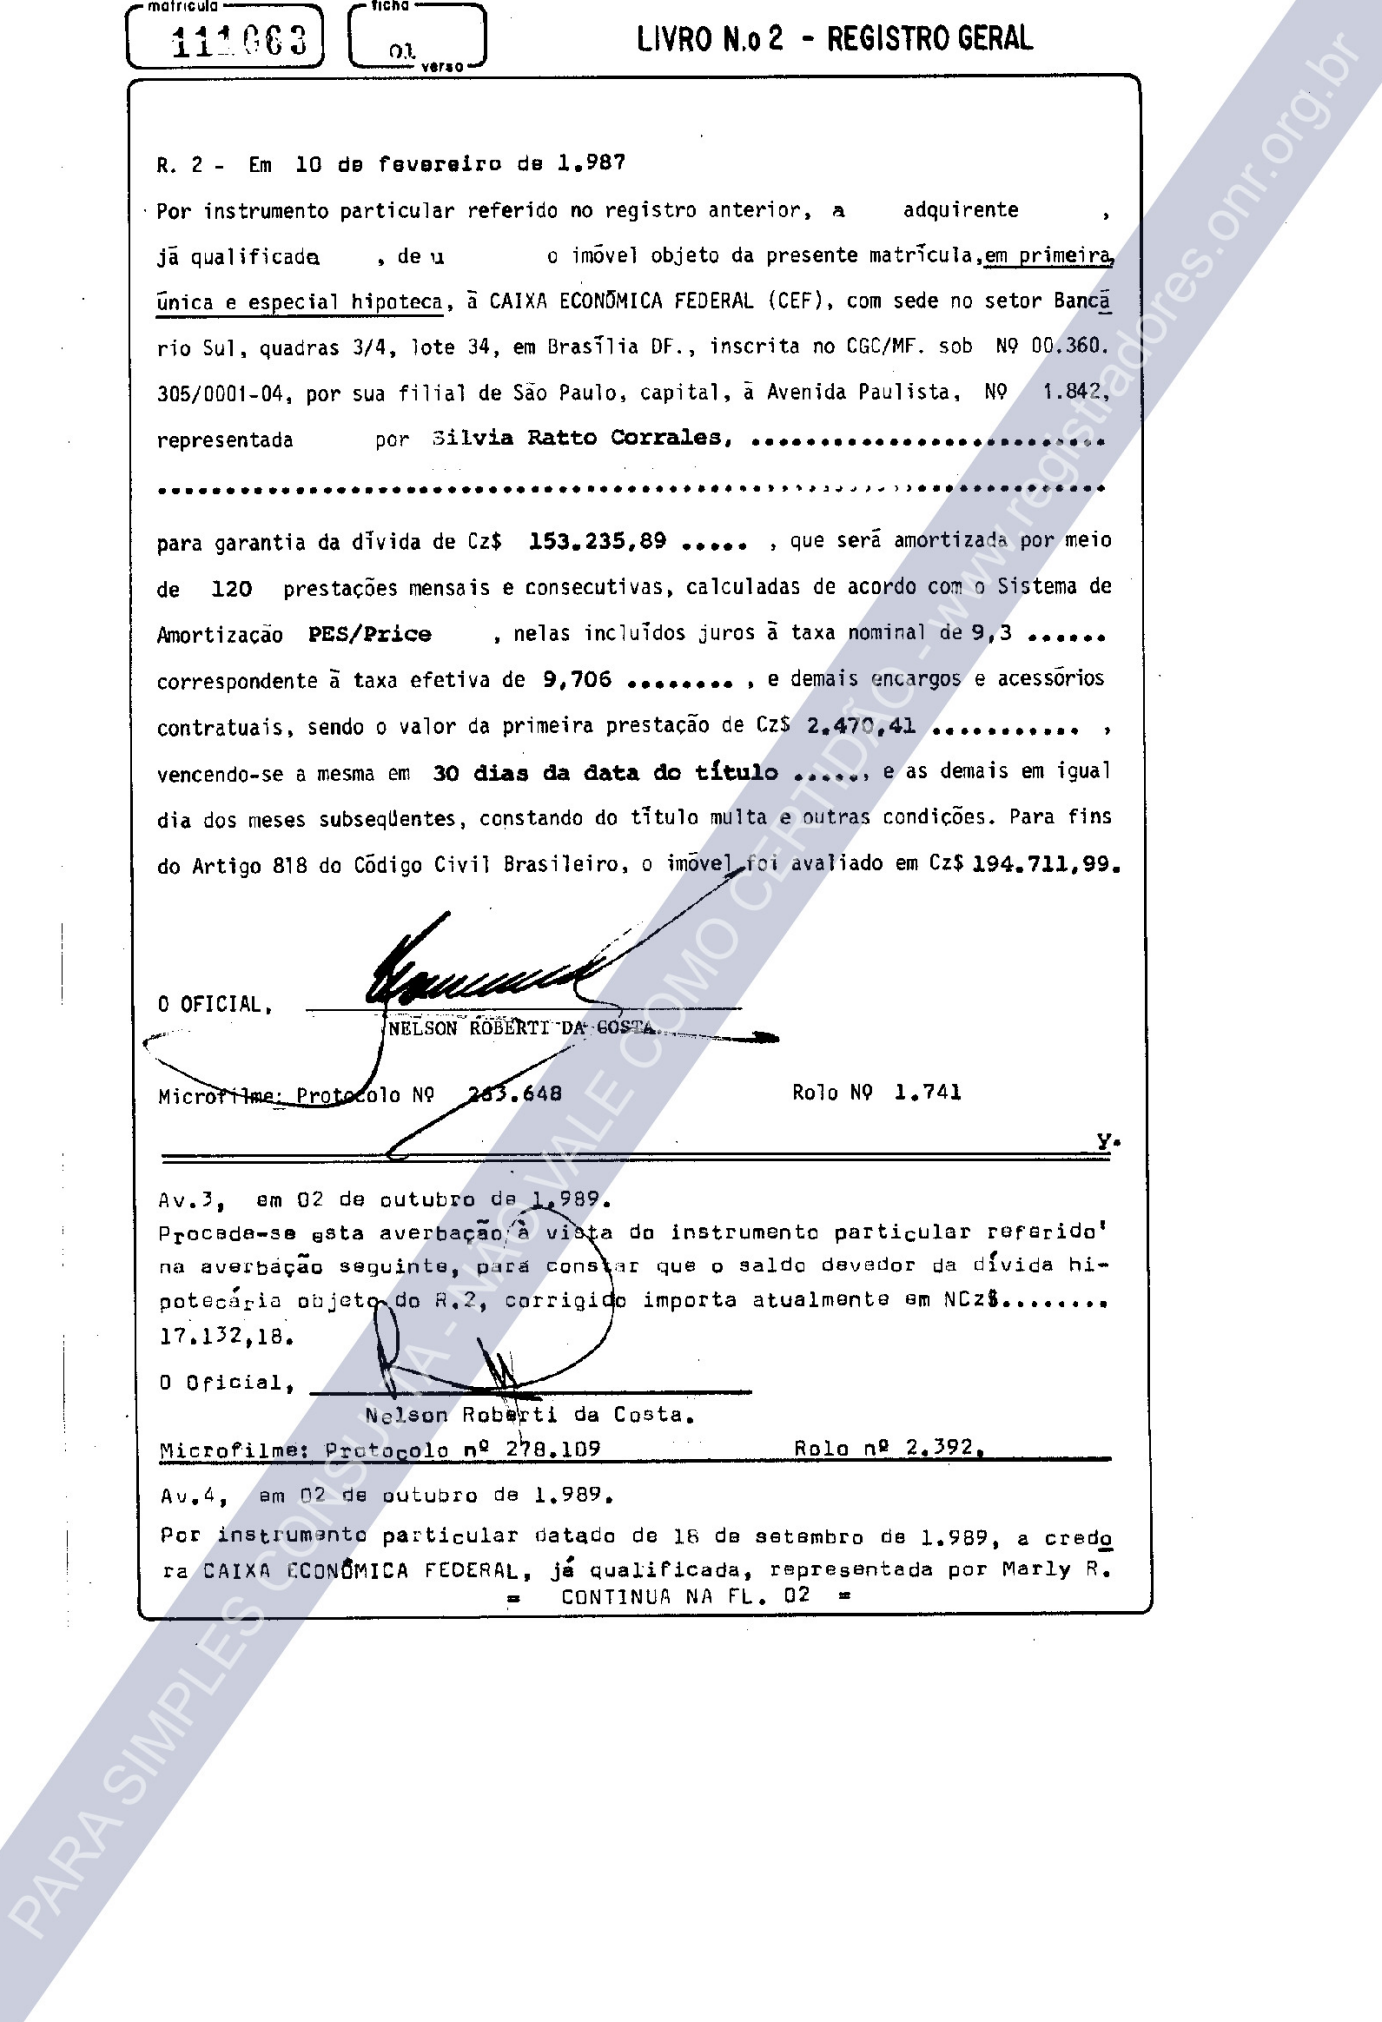 matrícula
111063
ficha
01
verso
LIVRO N.o 2 - REGISTRO GERAL
R. 2 - Em 10 de fevereiro de 1.987
Por instrumento particular referido no registro anterior, a adquirente ,
já qualificada , deu o imóvel objeto da presente matrícula, em primeira,
única e especial hipoteca, à CAIXA ECONÔMICA FEDERAL (CEF), com sede no setor Bancá
rio Sul, quadras 3/4, lote 34, em Brasília DF., inscrita no CGC/MF. sob Nº 00.360.
305/0001-04, por sua filial de São Paulo, capital, à Avenida Paulista, Nº 1.842,
representada por Silvia Ratto Corrales, ..........................
......................................................................
para garantia da dívida de Cz$ 153.235,89 ..... , que será amortizada por meio
de 120 prestações mensais e consecutivas, calculadas de acordo com o Sistema de
Amortização PES/Price , nelas incluídos juros à taxa nominal de 9,3 ......
correspondente à taxa efetiva de 9,706 ........ , e demais encargos e acessórios
contratuais, sendo o valor da primeira prestação de Cz$ 2.470,41 ........... ,
vencendo-se a mesma em 30 dias da data do título ....., e as demais em igual
dia dos meses subseqüentes, constando do título multa e outras condições. Para fins
do Artigo 818 do Código Civil Brasileiro, o imóvel foi avaliado em Cz$ 194.711,99.
O OFICIAL,
NELSON ROBERTI DA COSTA
Microfilme: Protocolo Nº 263.648 Rolo Nº 1.741
y.
Av.3, em 02 de outubro de 1.989.
Procede-se esta averbação à vista do instrumento particular referido'
na averbação seguinte, para constar que o saldo devedor da dívida hi-
potecária objeto do R.2, corrigido importa atualmente em NCz$........
17.132,18.
O Oficial,
Nelson Roberti da Costa.
Microfilme: Protocolo nº 278.109 Rolo nº 2.392.
Av.4, em 02 de outubro de 1.989.
Por instrumento particular datado de 18 de setembro de 1.989, a credo
ra CAIXA ECONÔMICA FEDERAL, já qualificada, representada por Marly R.
= CONTINUA NA FL. 02 =
PARA SIMPLES CONSULTA - NÃO VALE COMO CERTIDÃO - www.registradores.onr.org.br